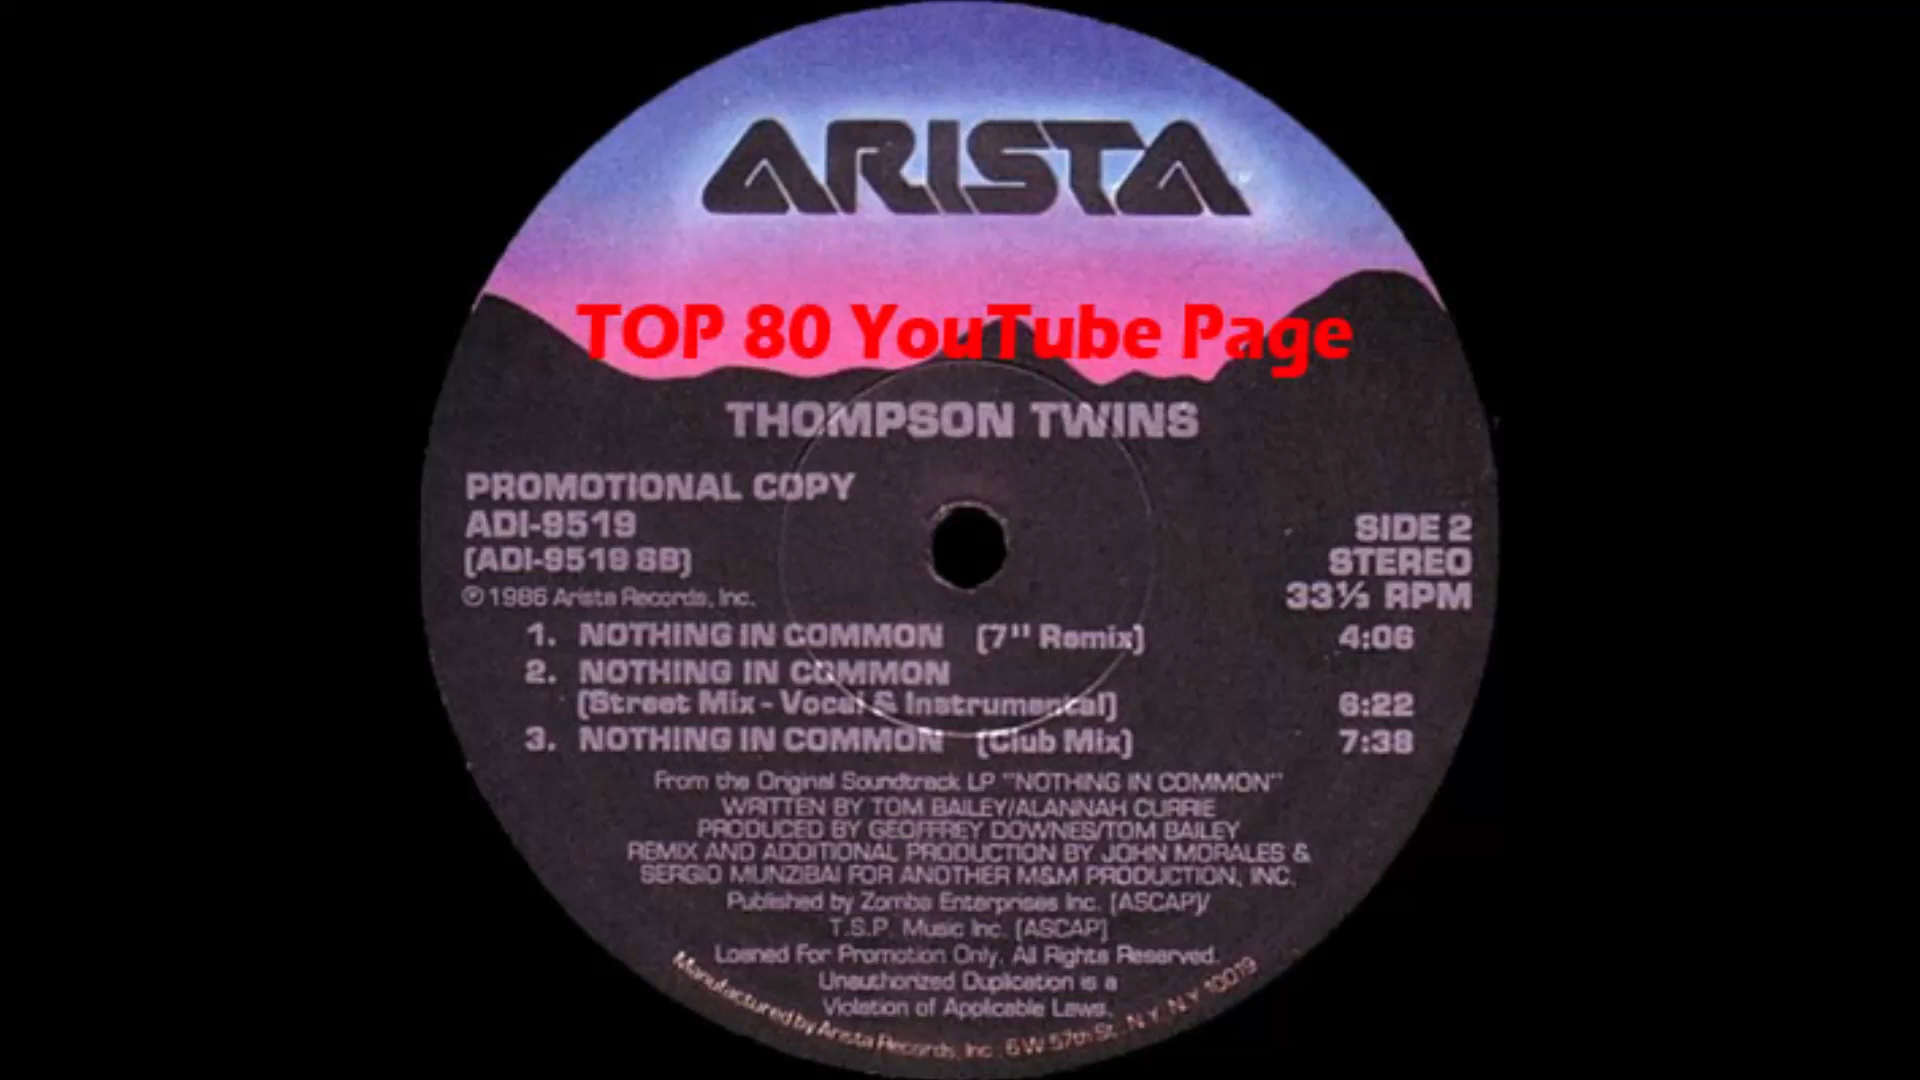 ARISTA
TOP 80 YouTube Page
THOMPSON TWINS
PROMOTIONAL COPY
ADI-9519
(ADI-9519 SB)
℗ 1986 Arista Records, Inc.
SIDE 2
STEREO
33⅓ RPM
1. NOTHING IN COMMON (7" Remix) 4:06
2. NOTHING IN COMMON
(Street Mix - Vocal & Instrumental) 6:22
3. NOTHING IN COMMON (Club Mix) 7:38
From the Original Soundtrack LP "NOTHING IN COMMON"
WRITTEN BY TOM BAILEY/ALANNAH CURRIE
PRODUCED BY GEOFFREY DOWNES/TOM BAILEY
REMIX AND ADDITIONAL PRODUCTION BY JOHN MORALES &
SERGIO MUNZIBAI FOR ANOTHER M&M PRODUCTION, INC.
Published by Zomba Enterprises Inc. (ASCAP)/
T.S.P. Music Inc. (ASCAP)
Loaned For Promotion Only. All Rights Reserved.
Unauthorized Duplication is a
Violation of Applicable Laws.
Manufactured by Arista Records, Inc. 6 W 57th St., N.Y., N.Y. 10019